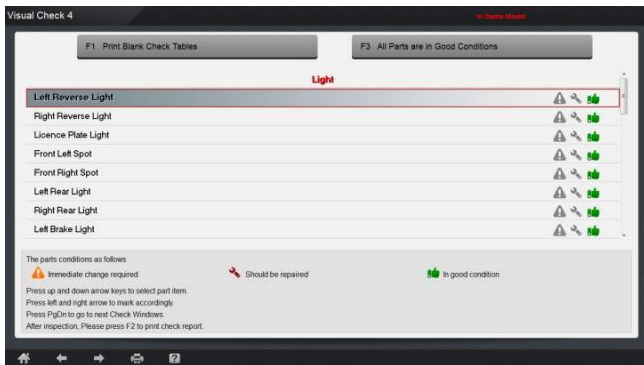 Visual Check 4
In Demo Mode!
F1 Print Blank Check Tables
F3 All Parts are in Good Conditions
Light
Left Reverse Light
Right Reverse Light
Licence Plate Light
Front Left Spot
Front Right Spot
Left Rear Light
Right Rear Light
Left Brake Light
The parts conditions as follows
Immediate change required
Should be repaired
In good condition
Press up and down arrow keys to select part item.
Press left and right arrow to mark accordingly.
Press PgDn to go to next Check Windows.
After inspection, Please press F2 to print check report.